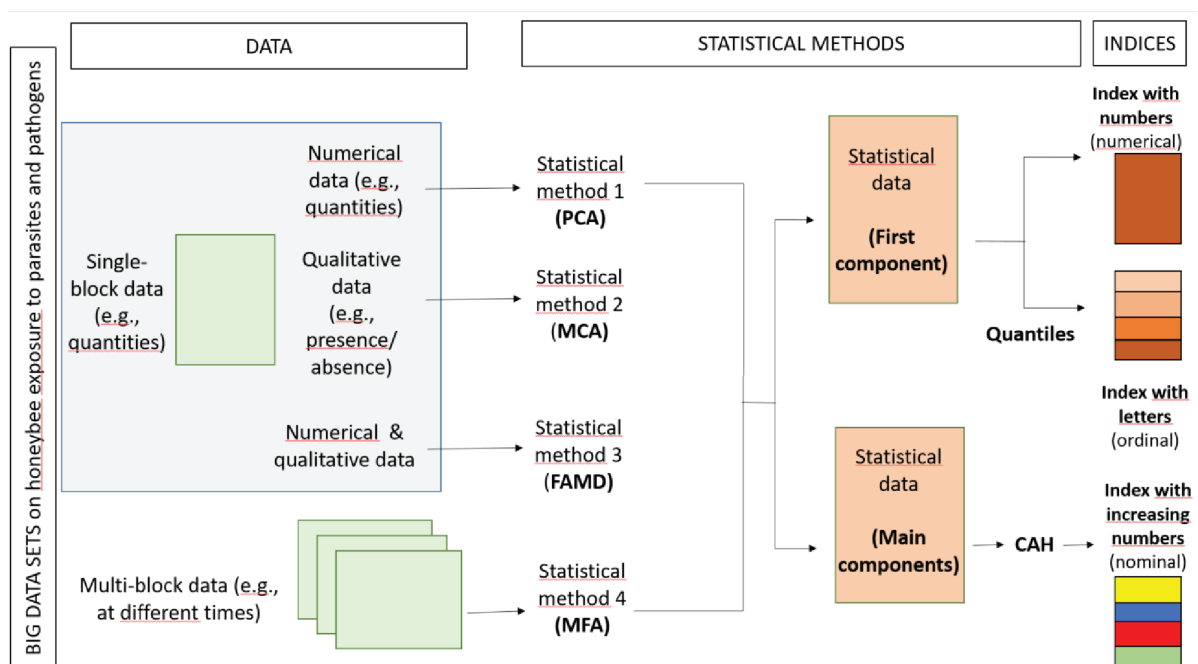 BIG DATA SETS on honeybee exposure to parasites and pathogens
DATA
STATISTICAL METHODS
INDICES
Single-
block data
(e.g.,
quantities)
Numerical
data (e.g.,
quantities)
Qualitative
data
(e.g.,
presence/
absence)
Numerical &
qualitative data
Multi-block data (e.g.,
at different times)
Statistical
method 1
(PCA)
Statistical
method 2
(MCA)
Statistical
method 3
(FAMD)
Statistical
method 4
(MFA)
Statistical
data
(First
component)
Statistical
data
(Main
components)
Quantiles
CAH
Index with
numbers
(numerical)
Index with
letters
(ordinal)
Index with
increasing
numbers
(nominal)